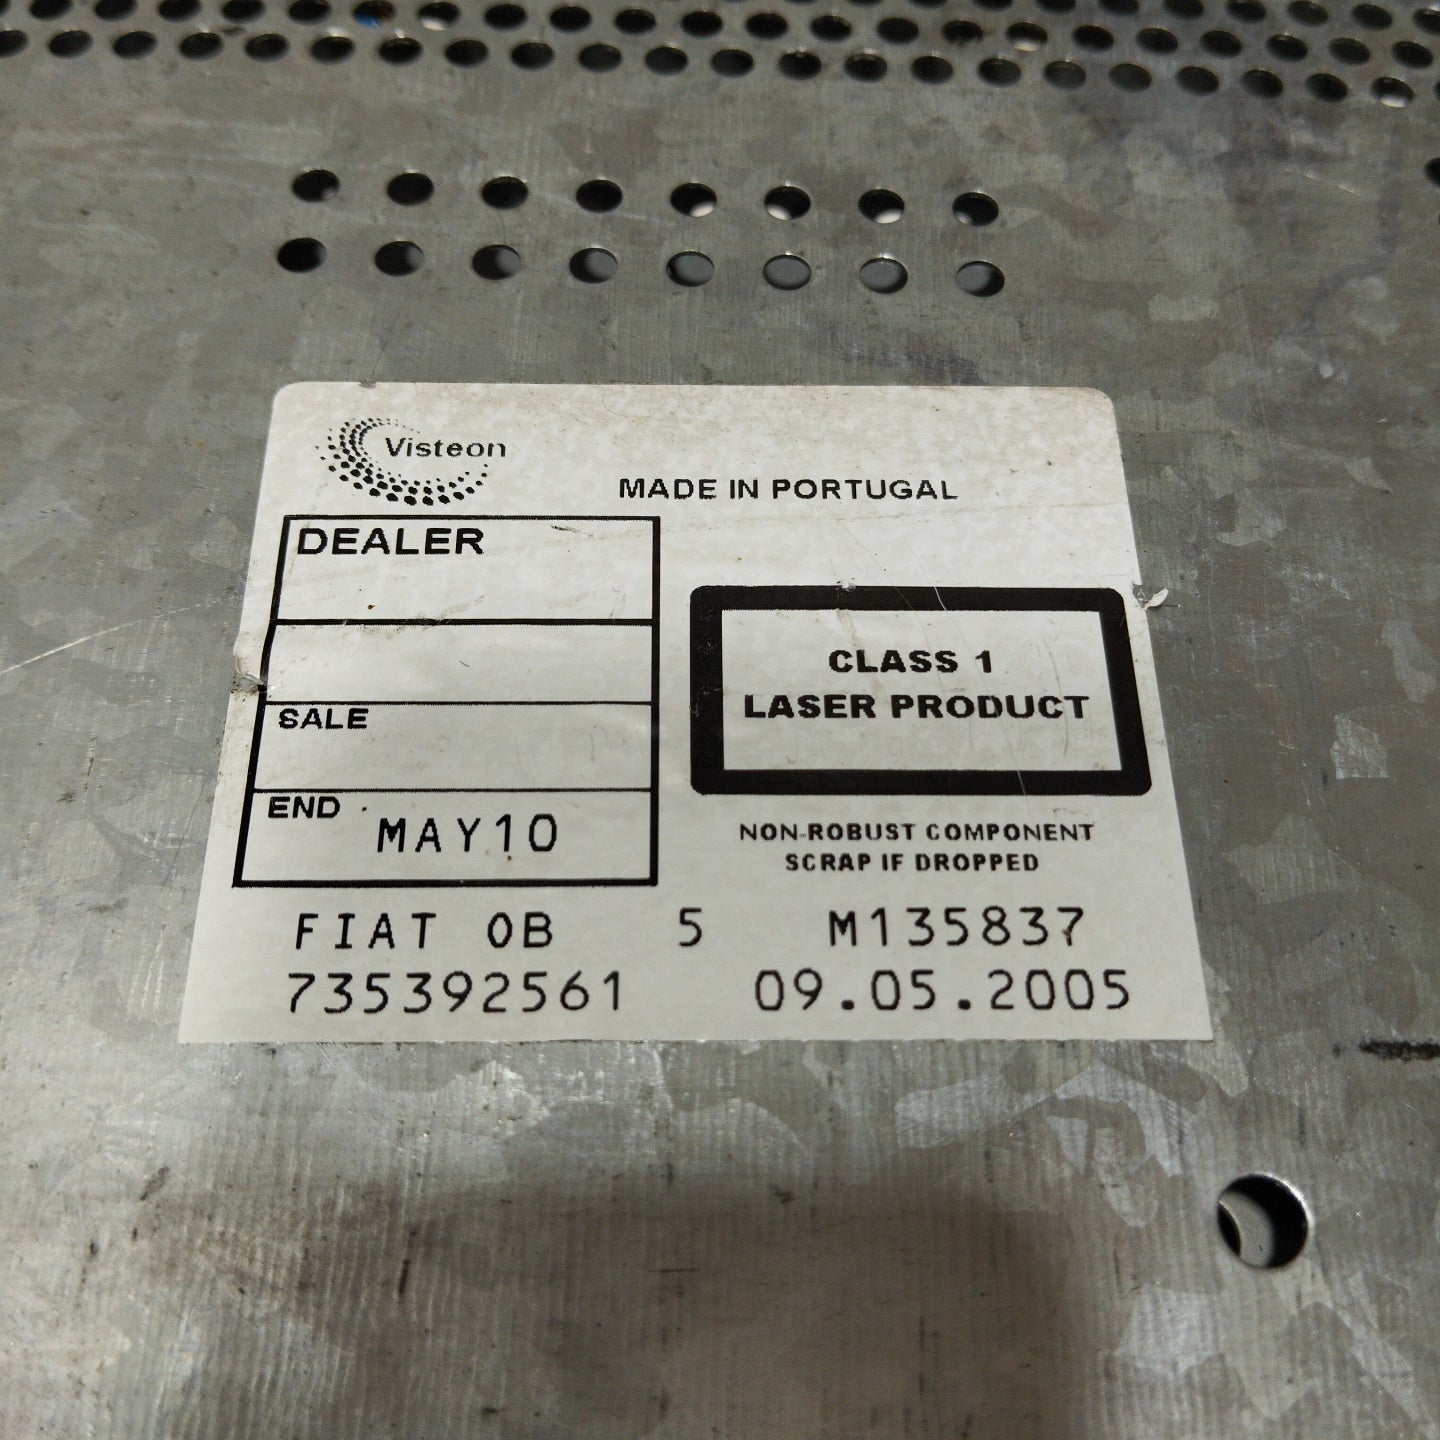 Visteon
MADE IN PORTUGAL
DEALER
CLASS 1
LASER PRODUCT
SALE
END MAY10
NON-ROBUST COMPONENT
SCRAP IF DROPPED
FIAT 0B 5 M135837
735392561 09.05.2005